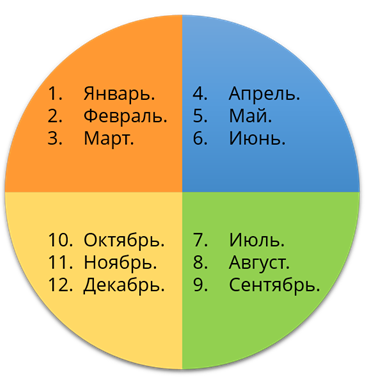 1. Январь.
2. Февраль.
3. Март.
4. Апрель.
5. Май.
6. Июнь.
10. Октябрь.
11. Ноябрь.
12. Декабрь.
7. Июль.
8. Август.
9. Сентябрь.